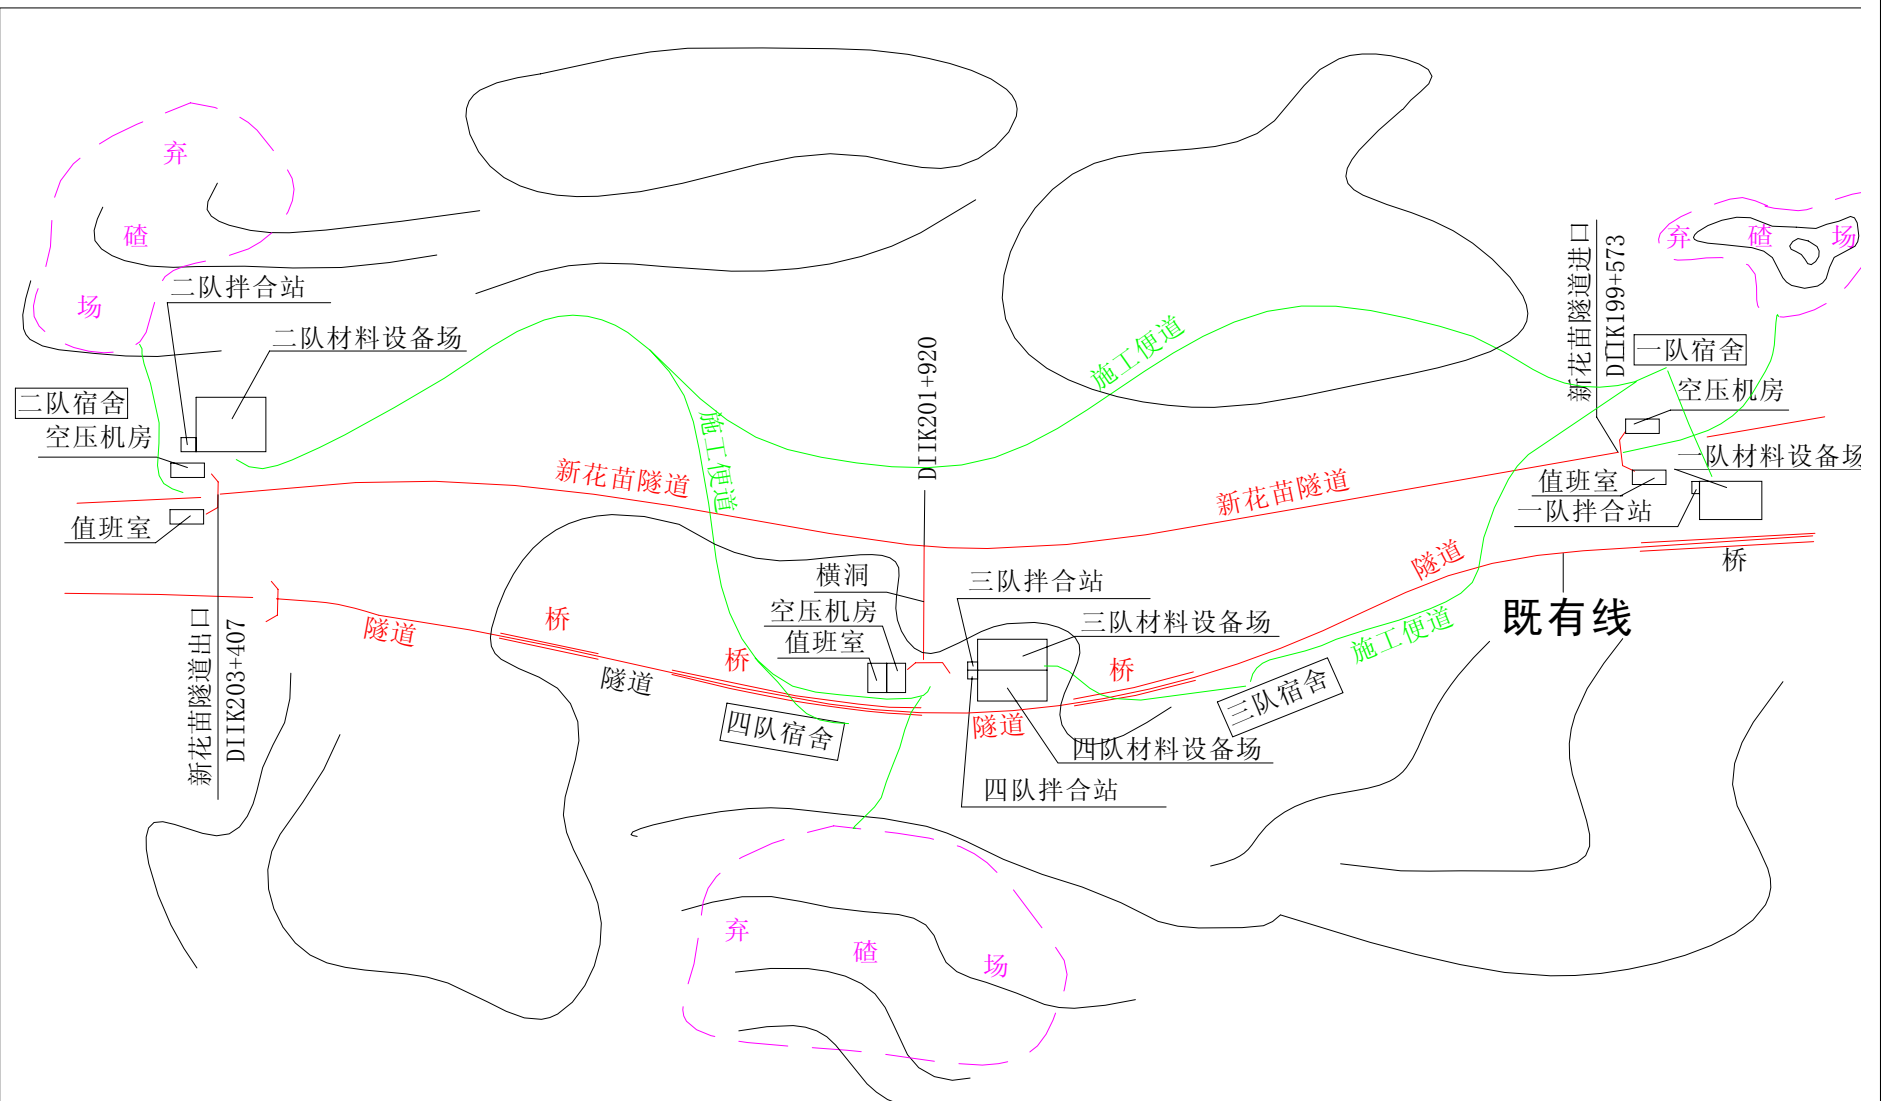 弃
碴
场
二队拌合站
二队材料设备场
二队宿舍
空压机房
值班室
新花苗隧道出口
DIIK203+407
新花苗隧道
施工便道
施工便道
DIIK201+920
新花苗隧道
新花苗隧道进口
DIIK199+573
弃 碴 场
一队宿舍
空压机房
一队材料设备场
值班室
一队拌合站
桥
隧道
既有线
施工便道
隧道
桥
隧道
桥
横洞
空压机房
值班室
三队拌合站
三队材料设备场
桥
三队宿舍
四队宿舍
隧道
四队材料设备场
四队拌合站
弃 碴 场